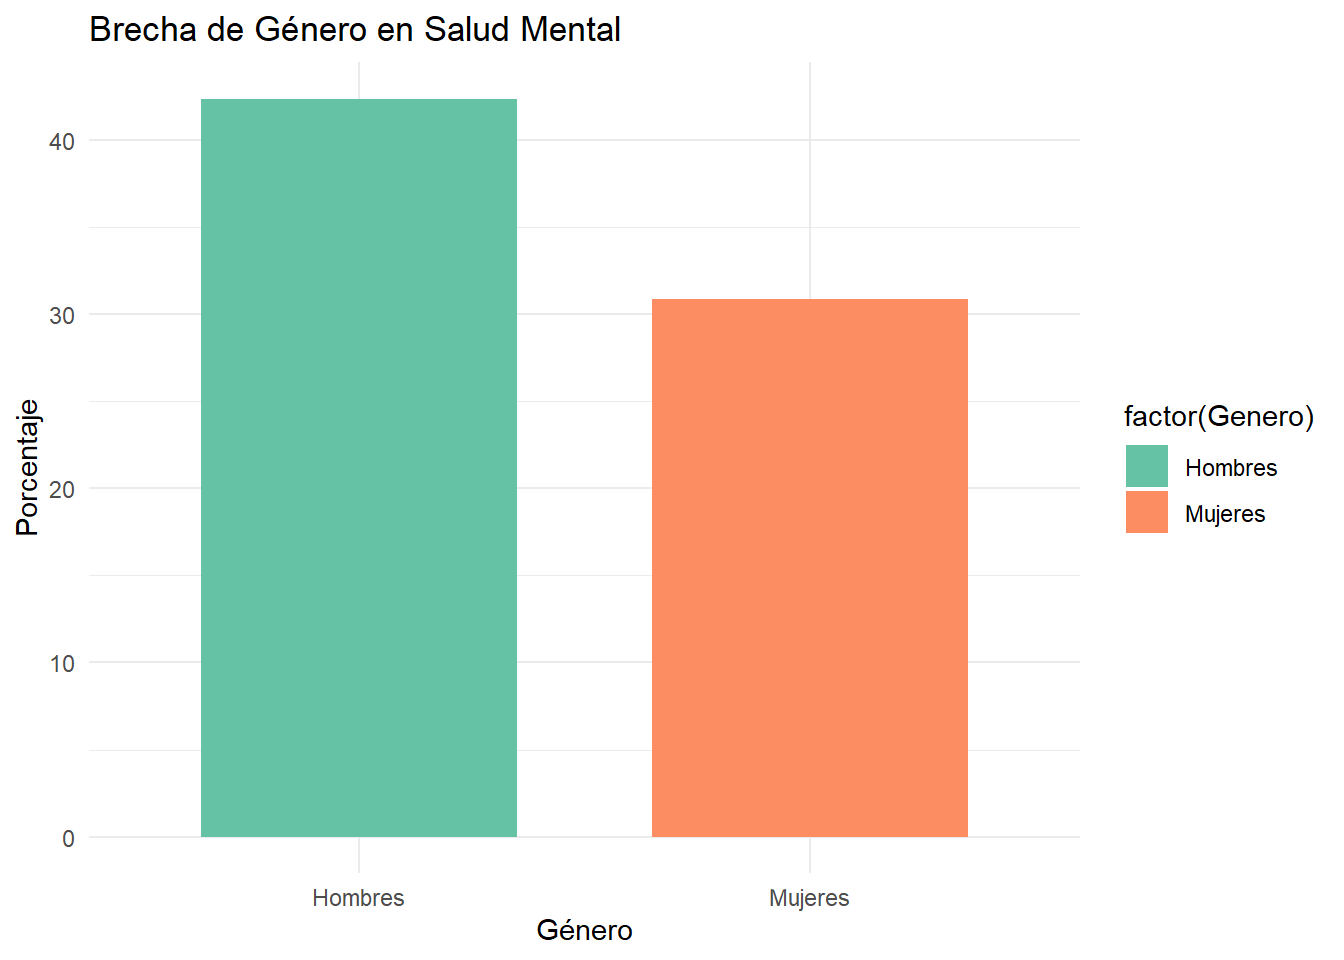 Brecha de Género en Salud Mental
40
30
20
10
0
Porcentaje
Hombres
Mujeres
Género
factor(Genero)
Hombres
Mujeres